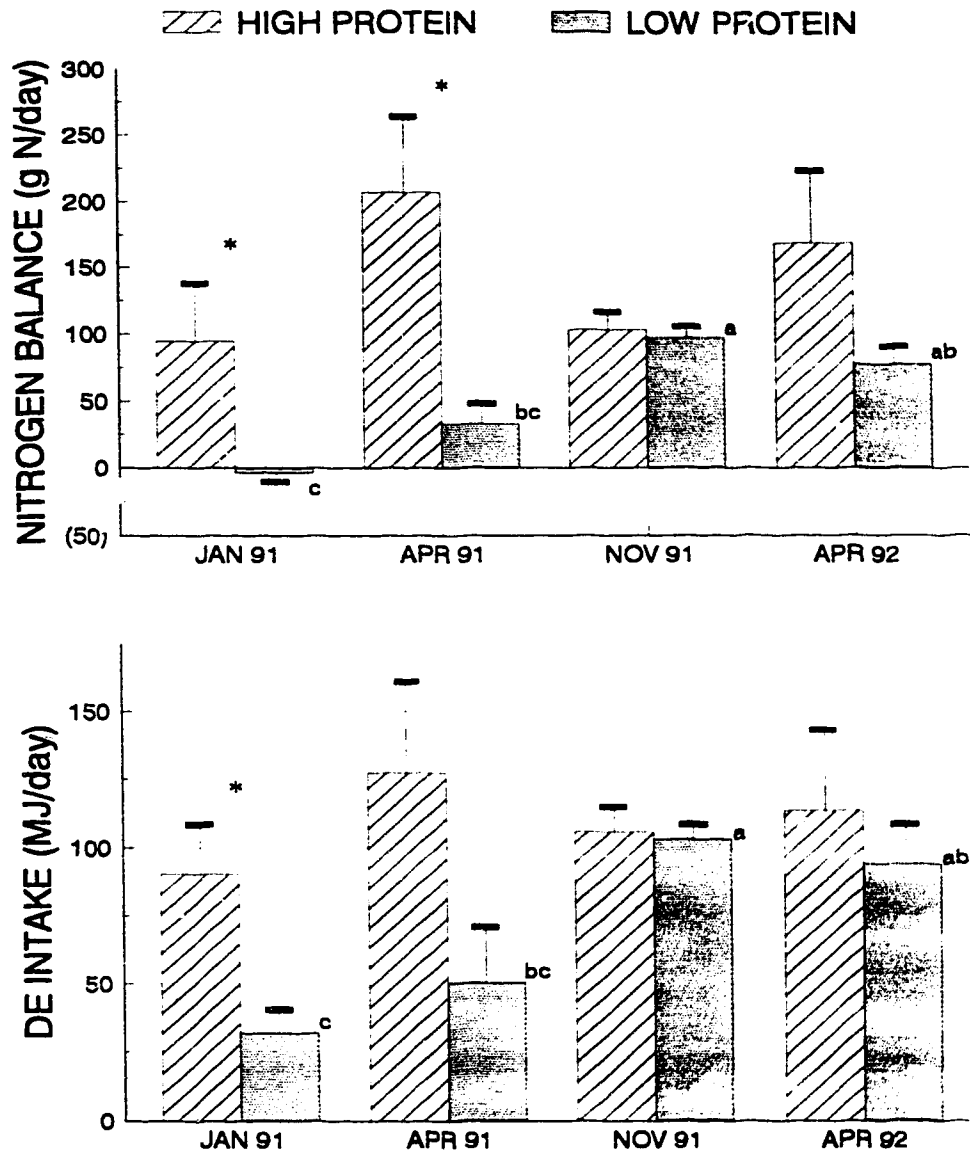 HIGH PROTEIN LOW PROTEIN
NITROGEN BALANCE (g N/day)
300
250
200
150
100
50
0
(50)
*
*
c
bc
a
ab
JAN 91 APR 91 NOV 91 APR 92
DE INTAKE (MJ/day)
150
100
50
0
*
c
bc
a
ab
JAN 91 APR 91 NOV 91 APR 92